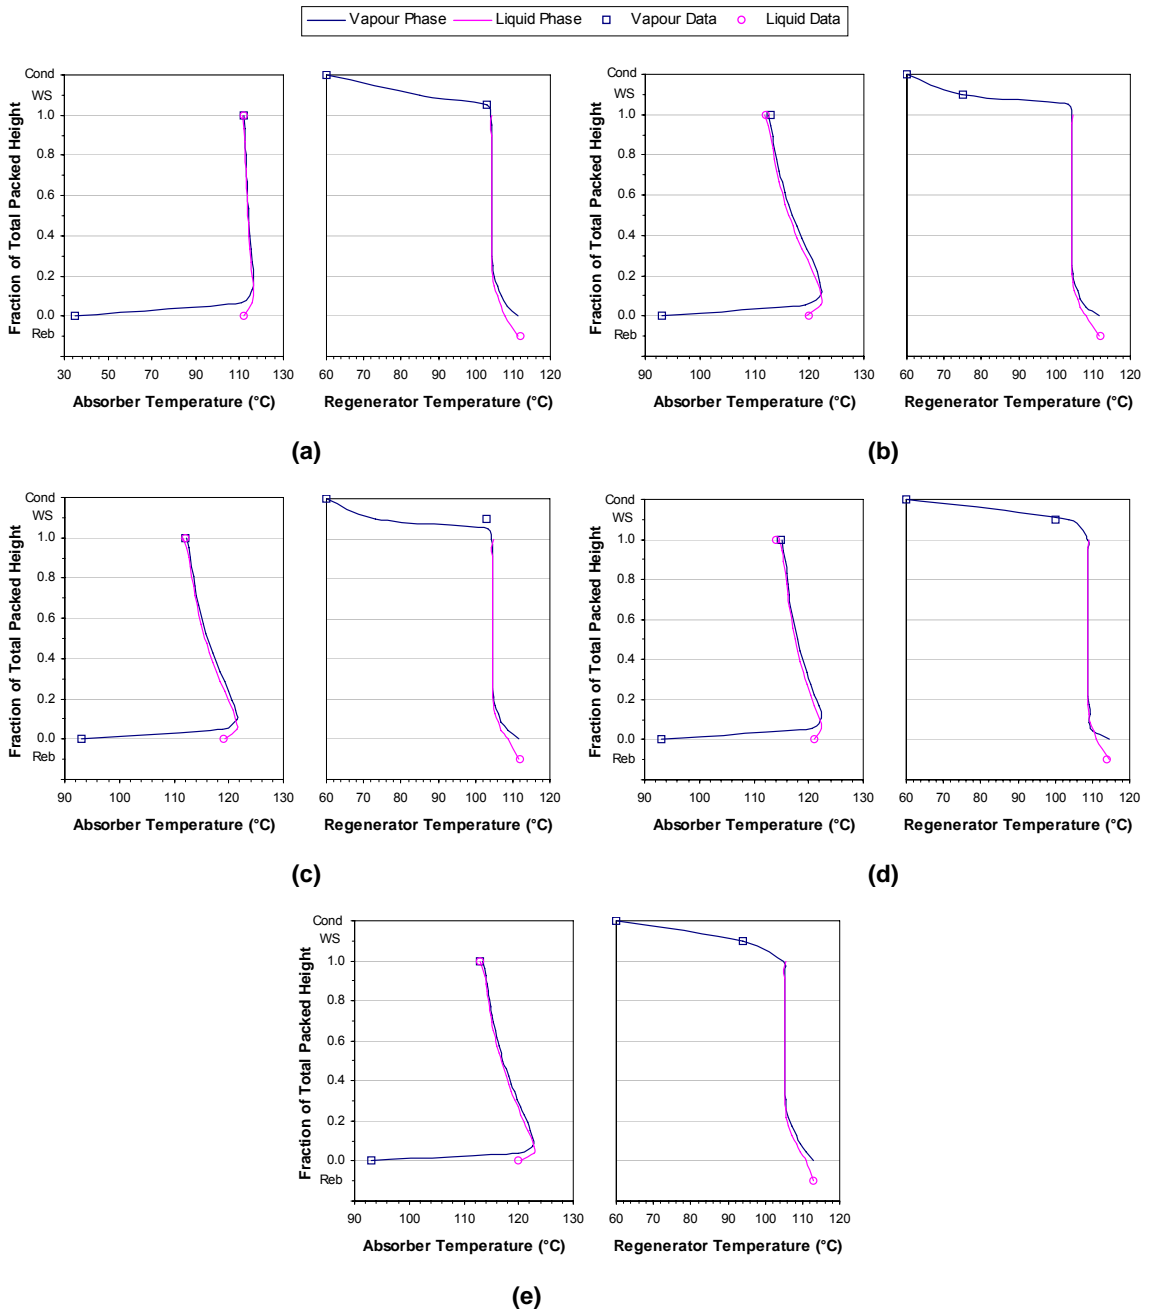 Vapour Phase Liquid Phase Vapour Data Liquid Data
Fraction of Total Packed Height
Cond
WS
1.0
0.8
0.6
0.4
0.2
0.0
Reb
30 50 70 90 110 130
Absorber Temperature (°C)
60 70 80 90 100 110 120
Regenerator Temperature (°C)
(a)
Fraction of Total Packed Height
Cond
WS
1.0
0.8
0.6
0.4
0.2
0.0
Reb
90 100 110 120 130
Absorber Temperature (°C)
60 70 80 90 100 110 120
Regenerator Temperature (°C)
(b)
Fraction of Total Packed Height
Cond
WS
1.0
0.8
0.6
0.4
0.2
0.0
Reb
90 100 110 120 130
Absorber Temperature (°C)
60 70 80 90 100 110 120
Regenerator Temperature (°C)
(c)
Fraction of Total Packed Height
Cond
WS
1.0
0.8
0.6
0.4
0.2
0.0
Reb
90 100 110 120 130
Absorber Temperature (°C)
60 70 80 90 100 110 120
Regenerator Temperature (°C)
(d)
Fraction of Total Packed Height
Cond
WS
1.0
0.8
0.6
0.4
0.2
0.0
Reb
90 100 110 120 130
Absorber Temperature (°C)
60 70 80 90 100 110 120
Regenerator Temperature (°C)
(e)